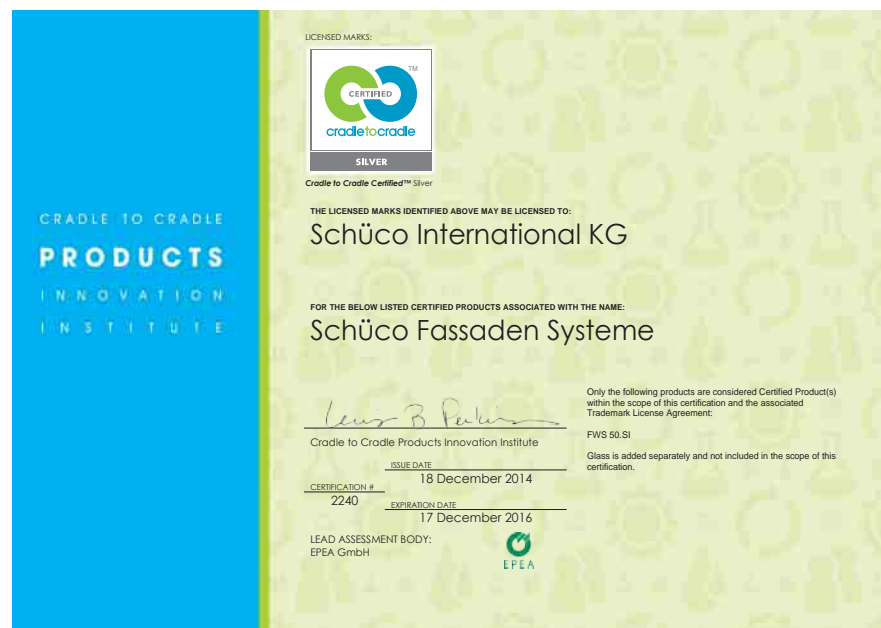 CRADLE TO CRADLE
PRODUCTS
INNOVATION
INSTITUTE
LICENSED MARKS:
CERTIFIED
TM
cradletocradle
SILVER
Cradle to Cradle Certified™ Silver
THE LICENSED MARKS IDENTIFIED ABOVE MAY BE LICENSED TO:
Schüco International KG
FOR THE BELOW LISTED CERTIFIED PRODUCTS ASSOCIATED WITH THE NAME:
Schüco Fassaden Systeme
Lewis B Perkins
Cradle to Cradle Products Innovation Institute
ISSUE DATE
18 December 2014
CERTIFICATION #
2240
EXPIRATION DATE
17 December 2016
LEAD ASSESSMENT BODY:
EPEA GmbH
EPEA
Only the following products are considered Certified Product(s)
within the scope of this certification and the associated
Trademark License Agreement:
FWS 50.SI
Glass is added separately and not included in the scope of this
certification.